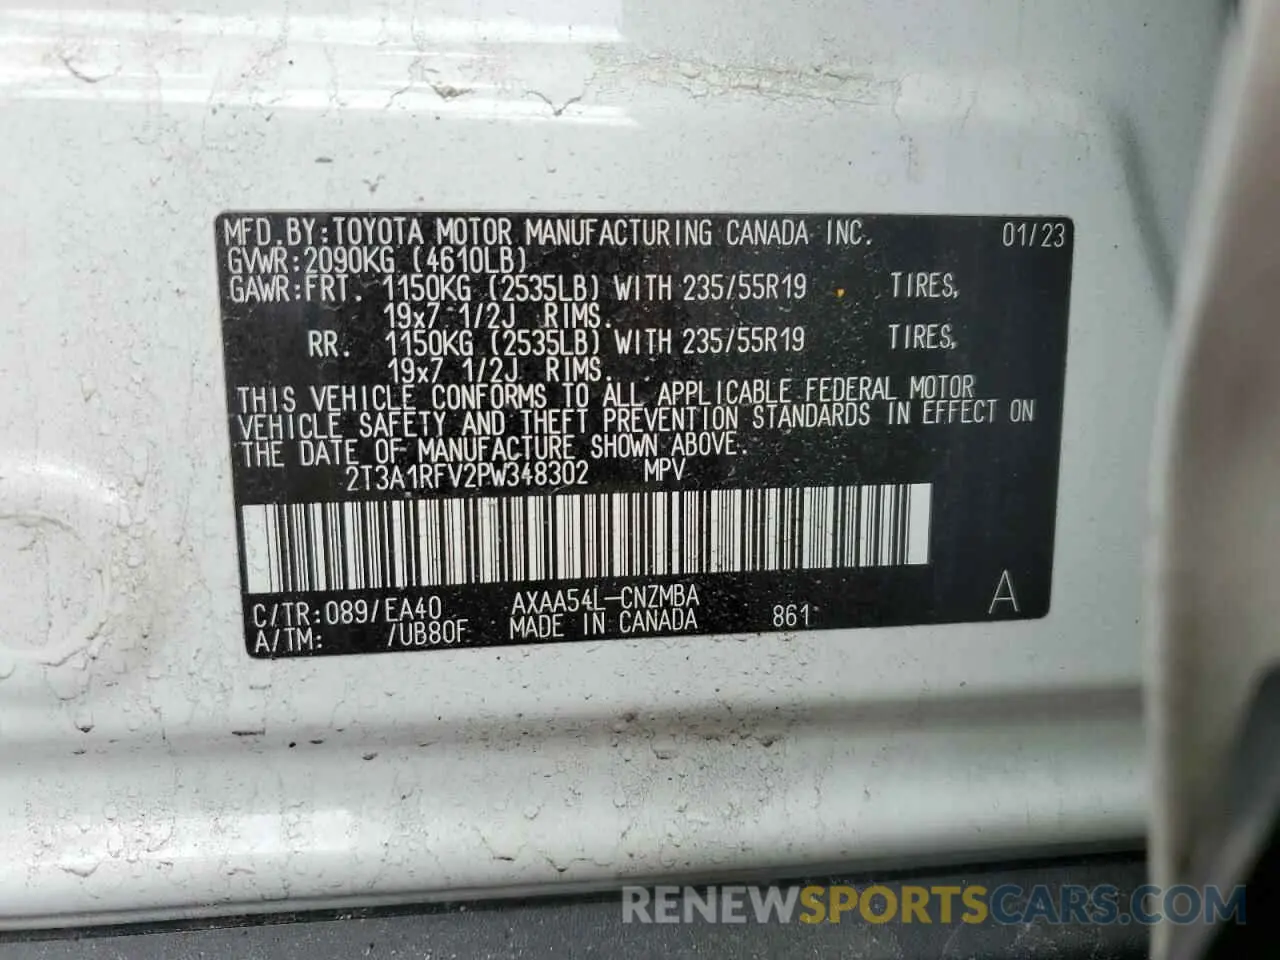 MFD.BY:TOYOTA MOTOR MANUFACTURING CANADA INC. 01/23
GVWR:2090KG (4610LB)
GAWR:FRT. 1150KG (2535LB) WITH 235/55R19 TIRES,
19x7 1/2J RIMS.
RR. 1150KG (2535LB) WITH 235/55R19 TIRES,
19x7 1/2J RIMS.
THIS VEHICLE CONFORMS TO ALL APPLICABLE FEDERAL MOTOR
VEHICLE SAFETY AND THEFT PREVENTION STANDARDS IN EFFECT ON
THE DATE OF MANUFACTURE SHOWN ABOVE.
2T3A1RFV2PW348302 MPV
C/TR:089/EA40 AXAA54L-CNZMBA
A/TM: /UB80F MADE IN CANADA 861 A
RENEWSPORTSCARS.COM